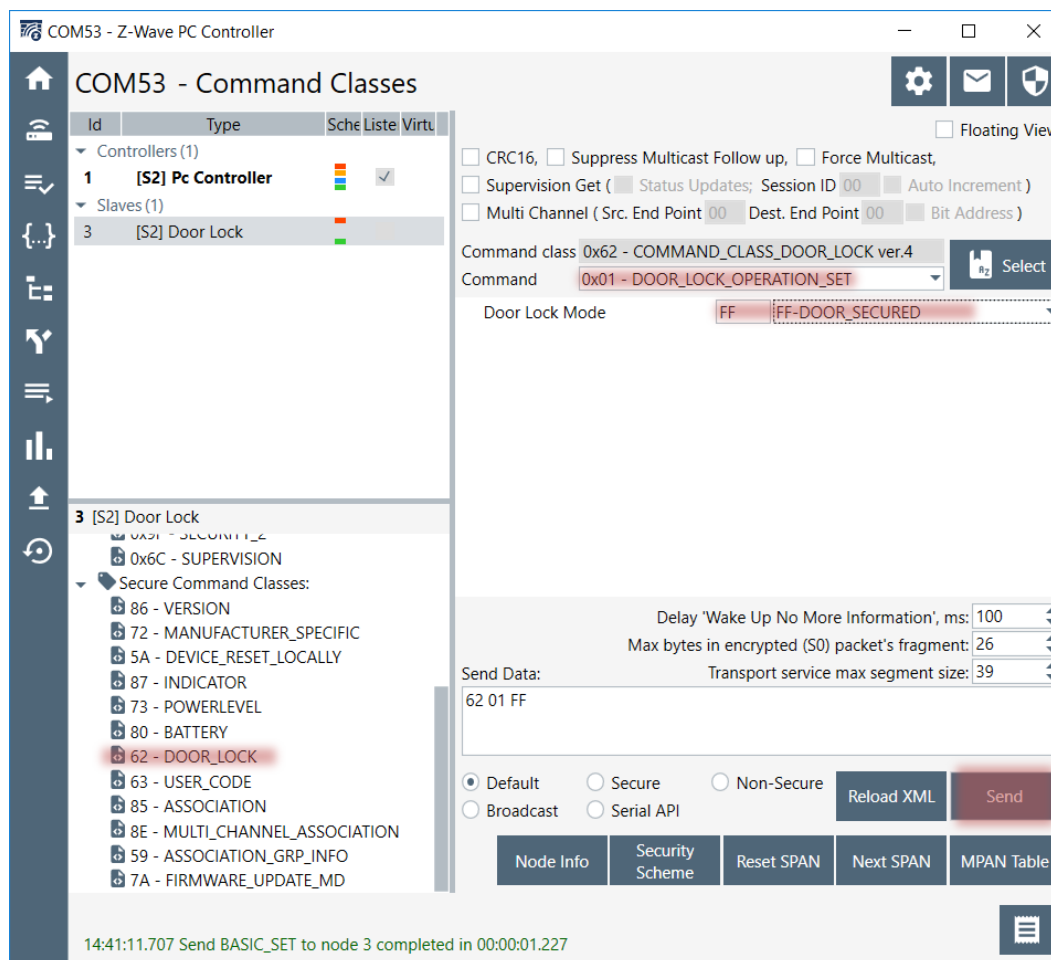 COM53 - Z-Wave PC Controller
COM53 - Command Classes
Id Type Sche Liste Virtu
Controllers (1)
1 [S2] Pc Controller
Slaves (1)
3 [S2] Door Lock
Floating View
CRC16, Suppress Multicast Follow up, Force Multicast,
Supervision Get ( Status Updates; Session ID 00 Auto Increment )
Multi Channel ( Src. End Point 00 Dest. End Point 00 Bit Address )
Command class 0x62 - COMMAND_CLASS_DOOR_LOCK ver.4
Select
Command 0x01 - DOOR_LOCK_OPERATION_SET
Door Lock Mode FF FF-DOOR_SECURED
3 [S2] Door Lock
0x9F - SECURITY_2
0x6C - SUPERVISION
Secure Command Classes:
86 - VERSION
72 - MANUFACTURER_SPECIFIC
5A - DEVICE_RESET_LOCALLY
87 - INDICATOR
73 - POWERLEVEL
80 - BATTERY
62 - DOOR_LOCK
63 - USER_CODE
85 - ASSOCIATION
8E - MULTI_CHANNEL_ASSOCIATION
59 - ASSOCIATION_GRP_INFO
7A - FIRMWARE_UPDATE_MD
Delay 'Wake Up No More Information', ms: 100
Max bytes in encrypted (S0) packet's fragment: 26
Transport service max segment size: 39
Send Data:
62 01 FF
Default Secure Non-Secure
Broadcast Serial API
Reload XML Send
Node Info Security Scheme Reset SPAN Next SPAN MPAN Table
14:41:11.707 Send BASIC_SET to node 3 completed in 00:00:01.227